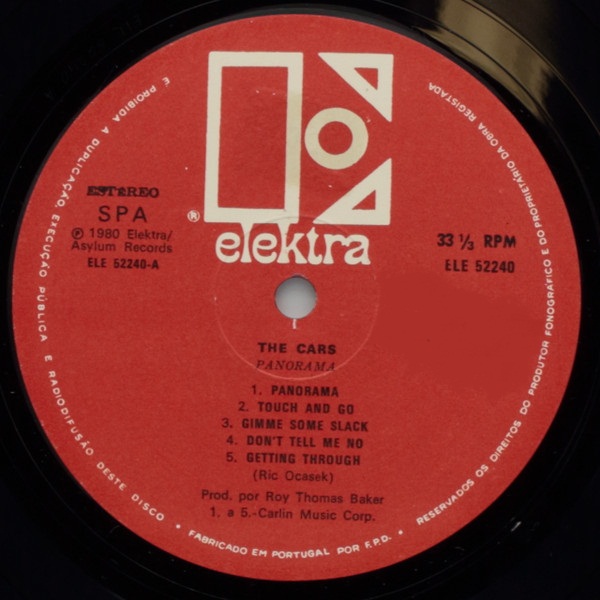 elektra
®
ESTÉREO
SPA
℗ 1980 Elektra/
Asylum Records
ELE 52240-A
33 1/3 RPM
ELE 52240
THE CARS
PANORAMA
1. PANORAMA
2. TOUCH AND GO
3. GIMME SOME SLACK
4. DON'T TELL ME NO
5. GETTING THROUGH
(Ric Ocasek)
Prod. por Roy Thomas Baker
1. a 5.-Carlin Music Corp.
É PROIBIDA A DUPLICAÇÃO, EXECUÇÃO PÚBLICA E RADIODIFUSÃO DESTE DISCO • FABRICADO EM PORTUGAL POR F.P.D. • RESERVADOS OS DIREITOS DO PRODUTOR FONOGRÁFICO E DO PROPRIETÁRIO DA OBRA REGISTADA